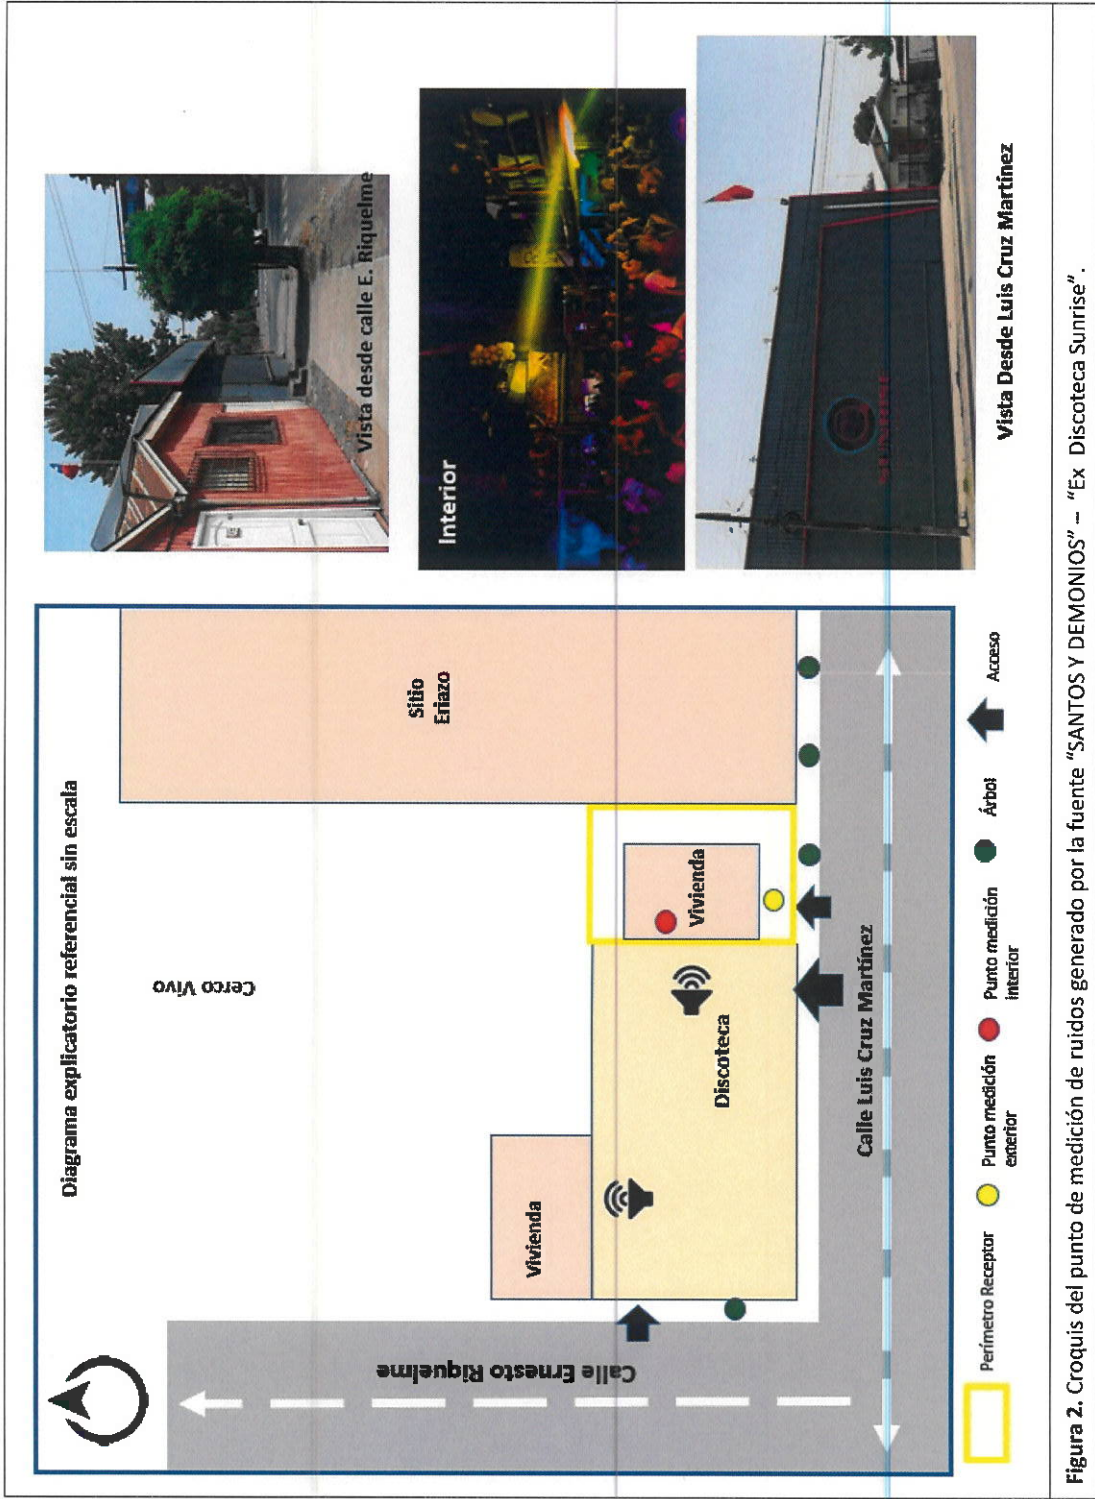 Diagrama explicatorio referencial sin escala
Cerco Vivo
Sitio
Eriazo
Vivienda
Vivienda
Discoteca
Calle Ernesto Riquelme
Calle Luis Cruz Martínez
Perímetro Receptor
Punto medición
exterior
Punto medición
interior
Árbol
Acceso
Vista desde calle E. Riquelme
Interior
SUNRISE
Vista Desde Luis Cruz Martínez
Figura 2. Croquis del punto de medición de ruidos generado por la fuente "SANTOS Y DEMONIOS" – "Ex Discoteca Sunrise".